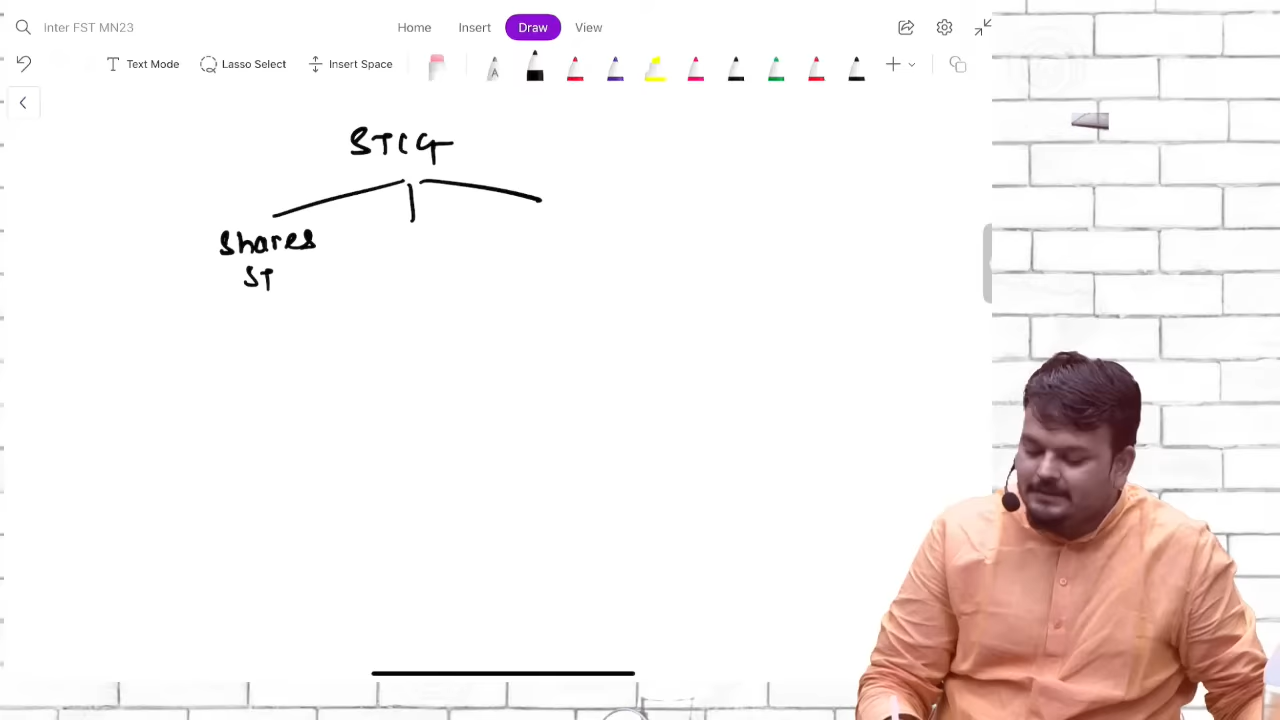 Inter FST MN23
Home Insert Draw View
Text Mode Lasso Select Insert Space
STCG
Shares
ST